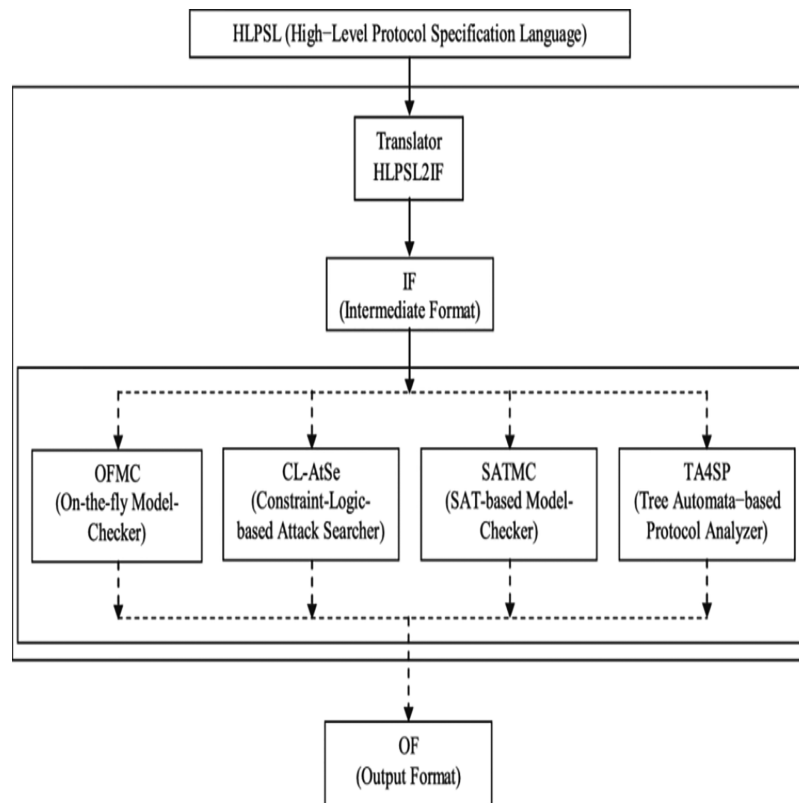 HLPSL (High−Level Protocol Specification Language)
Translator
HLPSL2IF
IF
(Intermediate Format)
OFMC
(On-the-fly Model-
Checker)
CL-AtSe
(Constraint-Logic-
based Attack Searcher)
SATMC
(SAT-based Model-
Checker)
TA4SP
(Tree Automata−based
Protocol Analyzer)
OF
(Output Format)